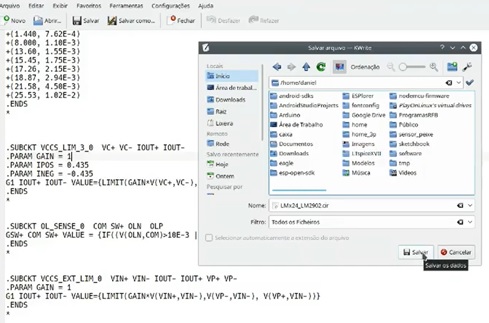 Arquivo Editar Exibir Favoritos Ferramentas Configurações Ajuda
Novo Abrir... Salvar Salvar como... Fechar Desfazer Refazer
+(1.440, 7.62E-4)
+(8.000, 1.10E-3)
+(13.60, 1.55E-3)
+(15.45, 1.75E-3)
+(17.26, 2.15E-3)
+(18.87, 2.94E-3)
+(21.58, 4.58E-3)
+(25.53, 1.02E-2)
.ENDS
*
.SUBCKT VCCS_LIM_3_0 VC+ VC- IOUT+ IOUT-
.PARAM GAIN = 1
.PARAM IPOS = 0.435
.PARAM INEG = -0.435
G1 IOUT+ IOUT- VALUE={LIMIT(GAIN*V(VC+,VC-),
.ENDS
*
.SUBCKT OL_SENSE_0 COM SW+ OLN OLP
GSW+ COM SW+ VALUE = {IF((V(OLN,COM)>10E-3 |
.ENDS
*
.SUBCKT VCCS_EXT_LIM_0 VIN+ VIN- IOUT- IOUT+ VP+ VP-
.PARAM GAIN = 1
G1 IOUT+ IOUT- VALUE={LIMIT(GAIN*V(VIN+,VIN-),V(VP-,VIN-), V(VP+,VIN-))}
.ENDS
*
Salvar arquivo — KWrite
Ordenação
Locais
Início
Área de trabal...
Downloads
Raiz
Lixeira
Remoto
Rede
Salvo recentemente
Hoje
Ontem
Pesquisar por
/home/daniel
android-sdks
AndroidStudioProjects
Arduino
Área de Trabalho
caixa
Documentos
Downloads
eagle
esp-open-sdk
ESPlorer
fontconfig
Google Drive
home
home_bp
Imagens
LtspiceXVII
Modelos
Música
nodemcu-firmware
PlayOnLinux's virtual drives
ProgramasRFB
Público
sensor_peixe
sketchbook
software
tmp
Vídeos
Nome: LMx24_LM2902.cir
Filtro: Todos os Ficheiros
Selecionar automaticamente a extensão do arquivo
Salvar Cancelar
Salvar os dados